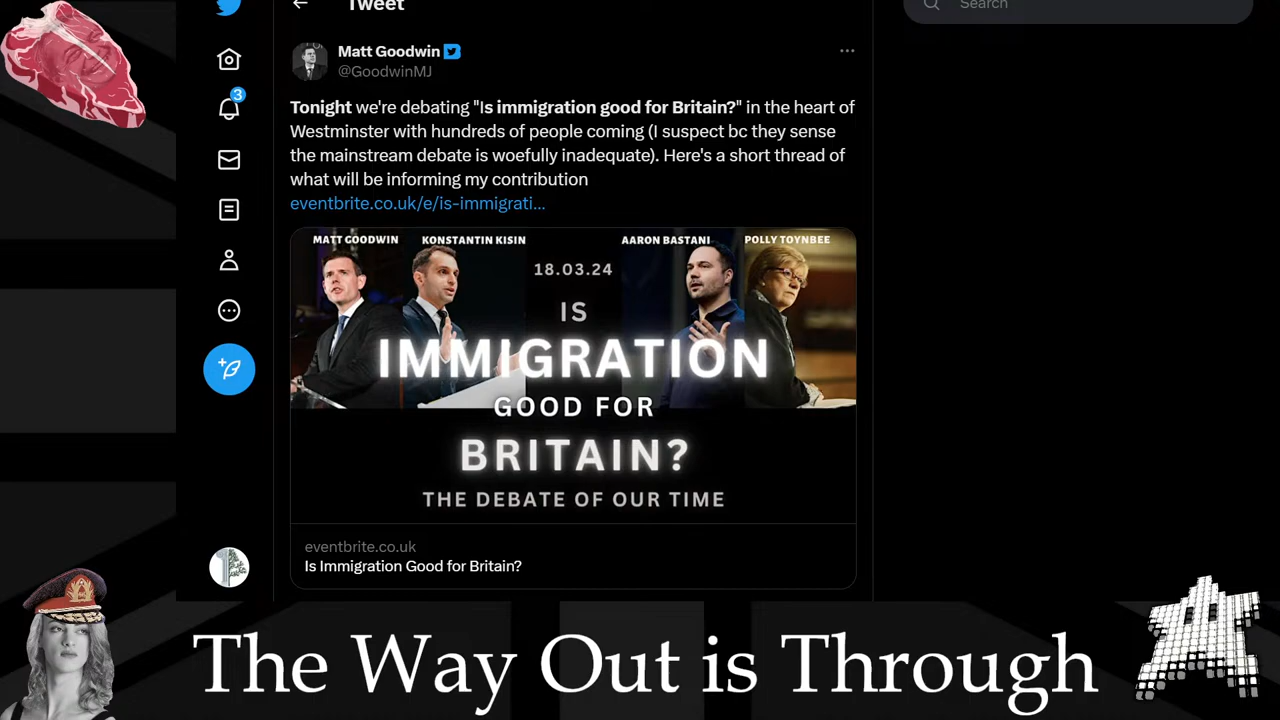 Tweet
Search
Matt Goodwin
@GoodwinMJ
3
Tonight we're debating "Is immigration good for Britain?" in the heart of
Westminster with hundreds of people coming (I suspect bc they sense
the mainstream debate is woefully inadequate). Here's a short thread of
what will be informing my contribution
eventbrite.co.uk/e/is-immigrati...
MATT GOODWIN KONSTANTIN KISIN AARON BASTANI POLLY TOYNBEE
18.03.24
IS
IMMIGRATION
GOOD FOR
BRITAIN?
THE DEBATE OF OUR TIME
eventbrite.co.uk
Is Immigration Good for Britain?
The Way Out is Through